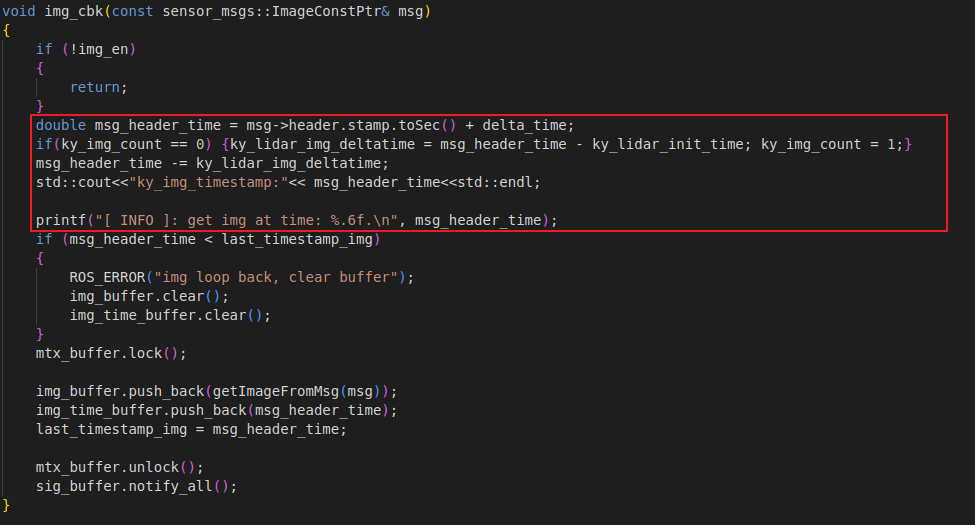 void img_cbk(const sensor_msgs::ImageConstPtr& msg)
{
    if (!img_en)
    {
        return;
    }
    double msg_header_time = msg->header.stamp.toSec() + delta_time;
    if(ky_img_count == 0) {ky_lidar_img_deltatime = msg_header_time - ky_lidar_init_time; ky_img_count = 1;}
    msg_header_time -= ky_lidar_img_deltatime;
    std::cout<<"ky_img_timestamp:"<< msg_header_time<<std::endl;

    printf("[ INFO ]: get img at time: %.6f.\n", msg_header_time);
    if (msg_header_time < last_timestamp_img)
    {
        ROS_ERROR("img loop back, clear buffer");
        img_buffer.clear();
        img_time_buffer.clear();
    }
    mtx_buffer.lock();

    img_buffer.push_back(getImageFromMsg(msg));
    img_time_buffer.push_back(msg_header_time);
    last_timestamp_img = msg_header_time;

    mtx_buffer.unlock();
    sig_buffer.notify_all();
}